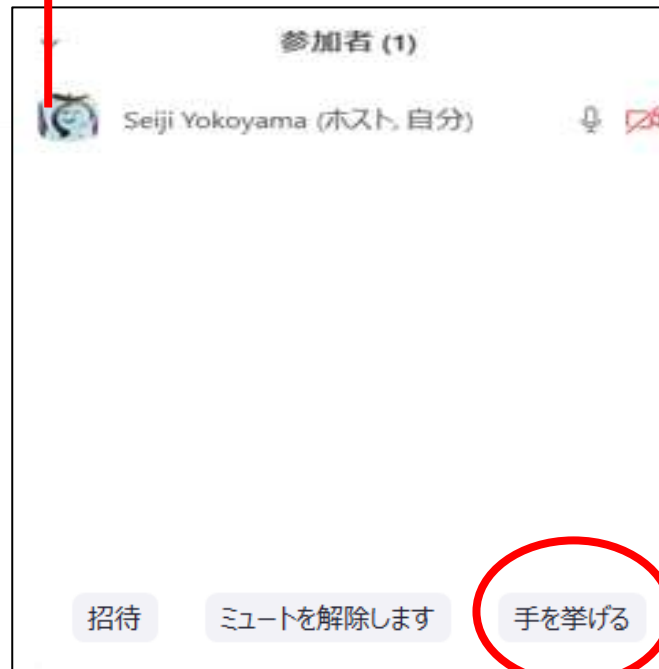 参加者 (1)
Seiji Yokoyama (ホスト, 自分)
招待 ミュートを解除します 手を挙げる